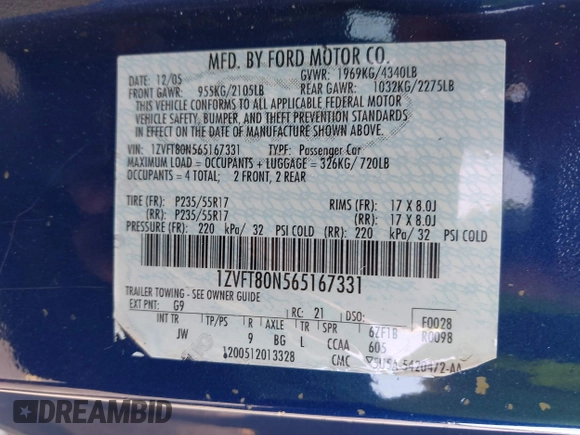 MFD. BY FORD MOTOR CO.
DATE: 12/05 GVWR: 1969KG/4340LB
FRONT GAWR: 955KG/2105LB REAR GAWR: 1032KG/2275LB
THIS VEHICLE CONFORMS TO ALL APPLICABLE FEDERAL MOTOR
VEHICLE SAFETY, BUMPER, AND THEFT PREVENTION STANDARDS
IN EFFECT ON THE DATE OF MANUFACTURE SHOWN ABOVE.
VIN: 1ZVFT80N565167331 TYPE: Passenger Car
MAXIMUM LOAD = OCCUPANTS + LUGGAGE = 326KG/720LB
OCCUPANTS = 4 TOTAL; 2 FRONT, 2 REAR
TIRE (FR): P235/55R17 RIMS (FR): 17 X 8.0J
(RR): P235/55R17 (RR): 17 X 8.0J
PRESSURE (FR): 220 kPa/ 32 PSI COLD (RR): 220 kPa/ 32 PSI COLD
1ZVFT80N565167331
TRAILER TOWING - SEE OWNER GUIDE
EXT PNT: G9 RC: 21 DSO: F0028
INT TR TP/PS R AXLE TR SPR 6ZF1B R0098
JW 9 BG L CCAA 605
1200512013328 CMC USA 5420472-AA
DREAMBID